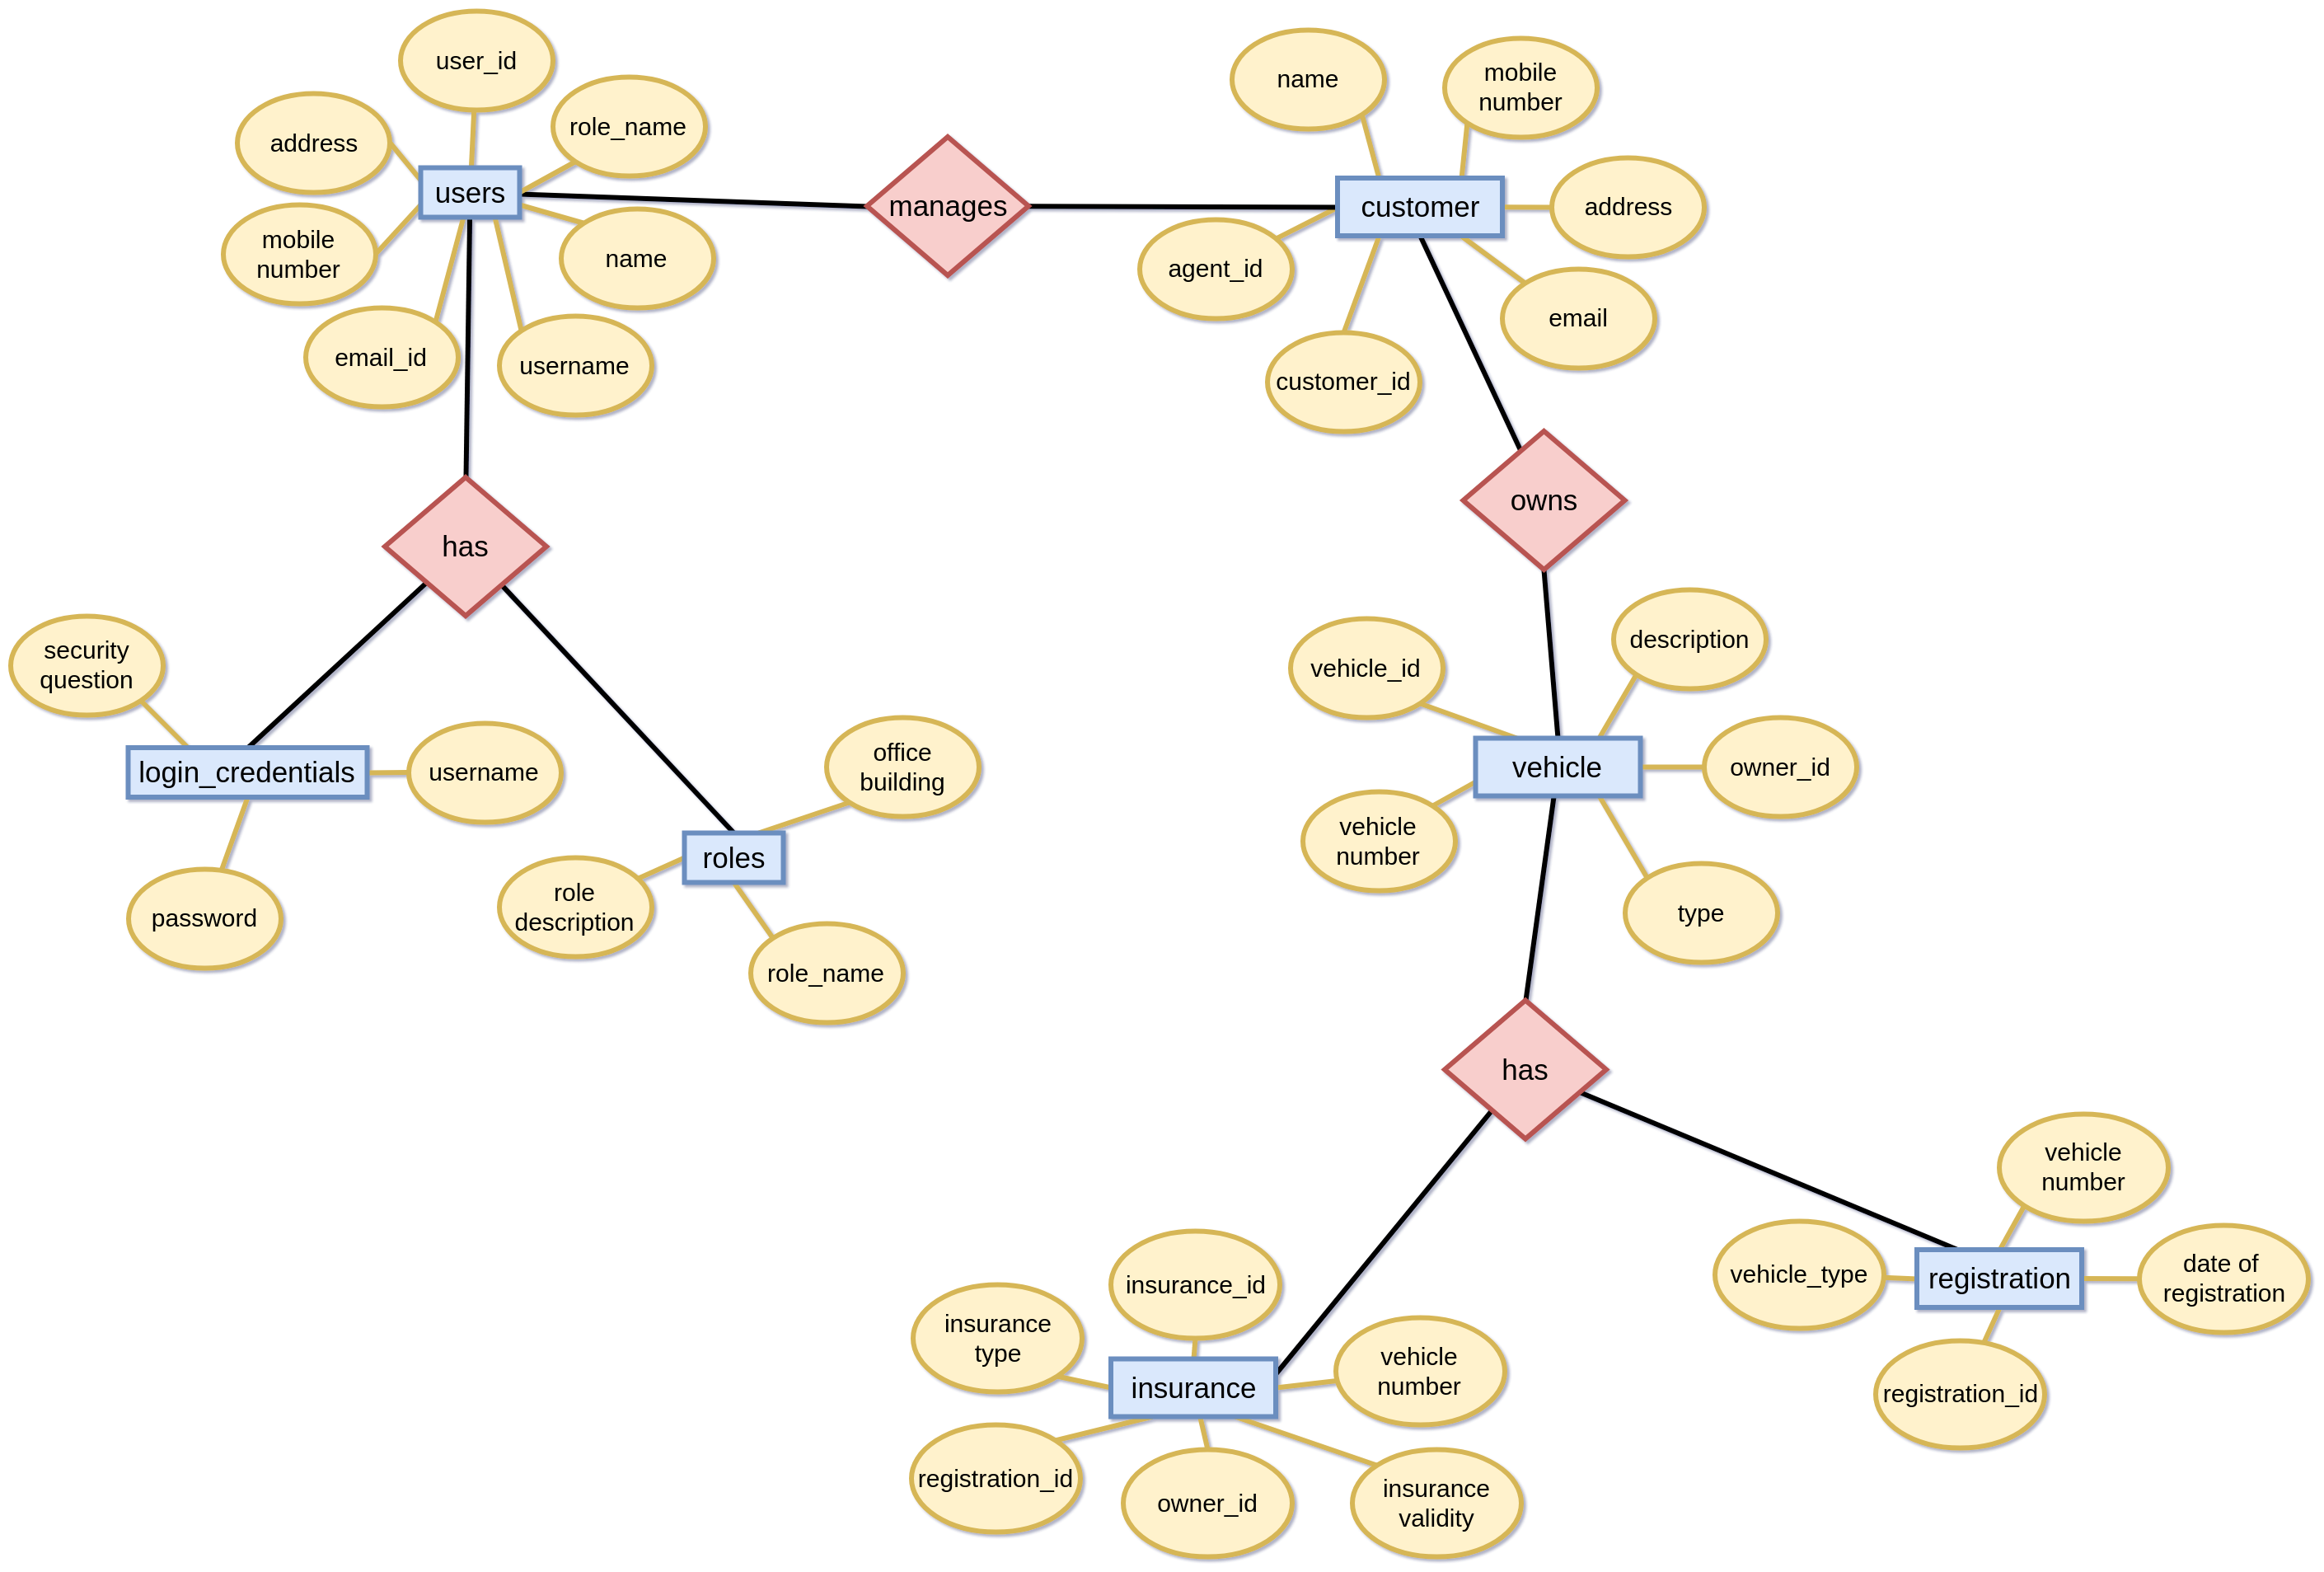 user_id
role_name
address
users
mobile
number
name
email_id
username
manages
name
mobile
number
customer
address
agent_id
email
customer_id
has
owns
security
question
login_credentials
username
password
office
building
roles
role
description
role_name
vehicle_id
description
vehicle
owner_id
vehicle
number
type
has
vehicle
number
vehicle_type
registration
date of
registration
registration_id
insurance_id
insurance
type
insurance
vehicle
number
registration_id
owner_id
insurance
validity